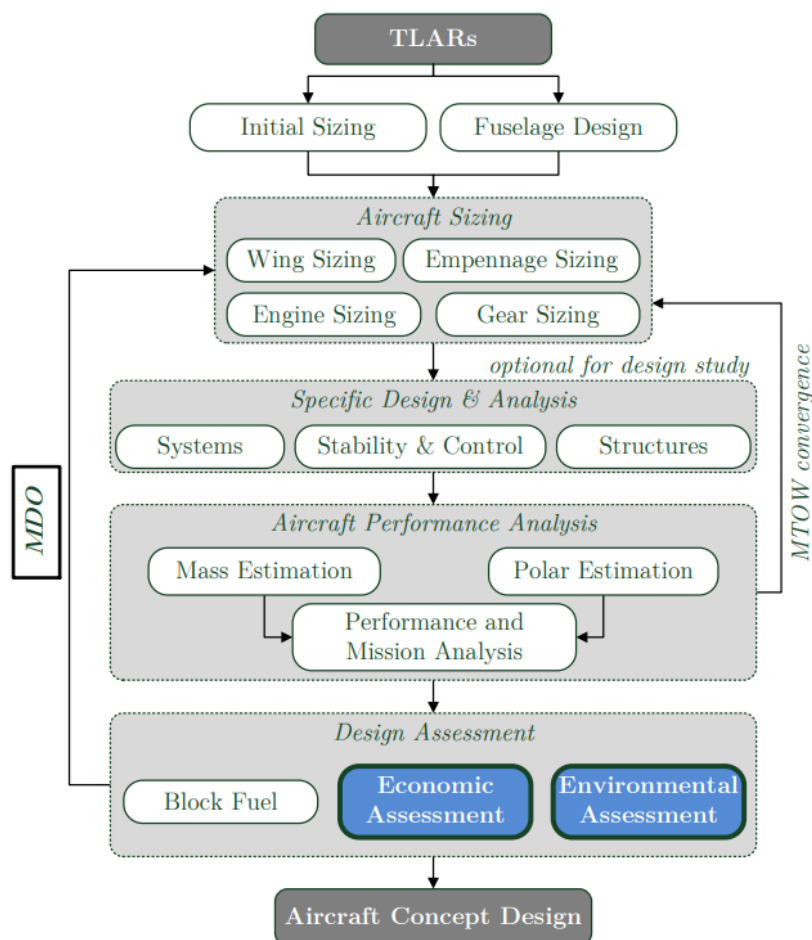 TLARs
Initial Sizing
Fuselage Design
Aircraft Sizing
Wing Sizing
Empennage Sizing
Engine Sizing
Gear Sizing
optional for design study
Specific Design & Analysis
Systems
Stability & Control
Structures
MDO
MTOW convergence
Aircraft Performance Analysis
Mass Estimation
Polar Estimation
Performance and
Mission Analysis
Design Assessment
Block Fuel
Economic
Assessment
Environmental
Assessment
Aircraft Concept Design